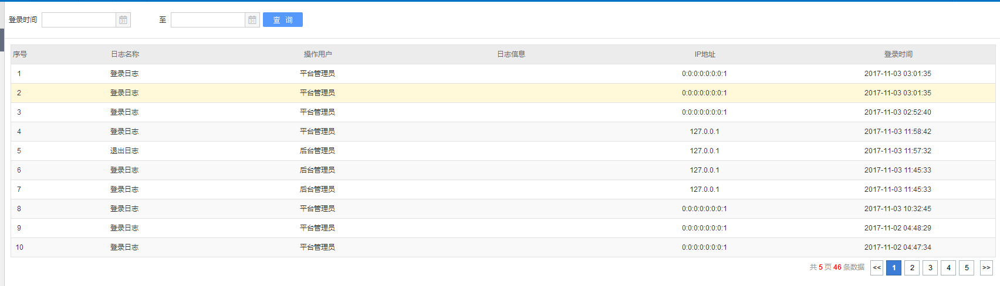 登录时间 至 查 询
序号 日志名称 操作用户 日志信息 IP地址 登录时间
1 登录日志 平台管理员 0:0:0:0:0:0:0:1 2017-11-03 03:01:35
2 登录日志 平台管理员 0:0:0:0:0:0:0:1 2017-11-03 03:01:35
3 登录日志 平台管理员 0:0:0:0:0:0:0:1 2017-11-03 02:52:40
4 登录日志 平台管理员 127.0.0.1 2017-11-03 11:58:42
5 退出日志 后台管理员 127.0.0.1 2017-11-03 11:57:32
6 登录日志 后台管理员 127.0.0.1 2017-11-03 11:45:33
7 登录日志 后台管理员 127.0.0.1 2017-11-03 11:45:33
8 登录日志 平台管理员 0:0:0:0:0:0:0:1 2017-11-03 10:32:45
9 登录日志 平台管理员 0:0:0:0:0:0:0:1 2017-11-02 04:48:29
10 登录日志 平台管理员 0:0:0:0:0:0:0:1 2017-11-02 04:47:34
共 5 页 46 条数据 << 1 2 3 4 5 >>